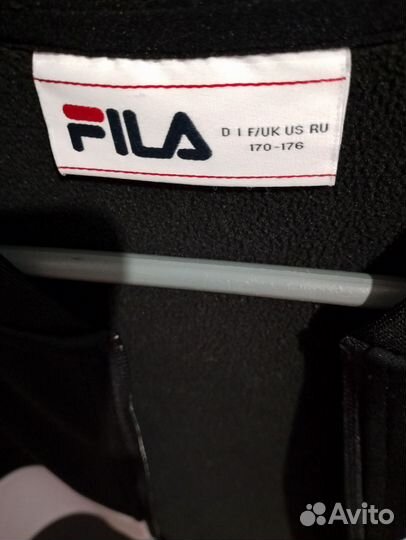 FILA
D I F/UK US RU
170-176
Avito